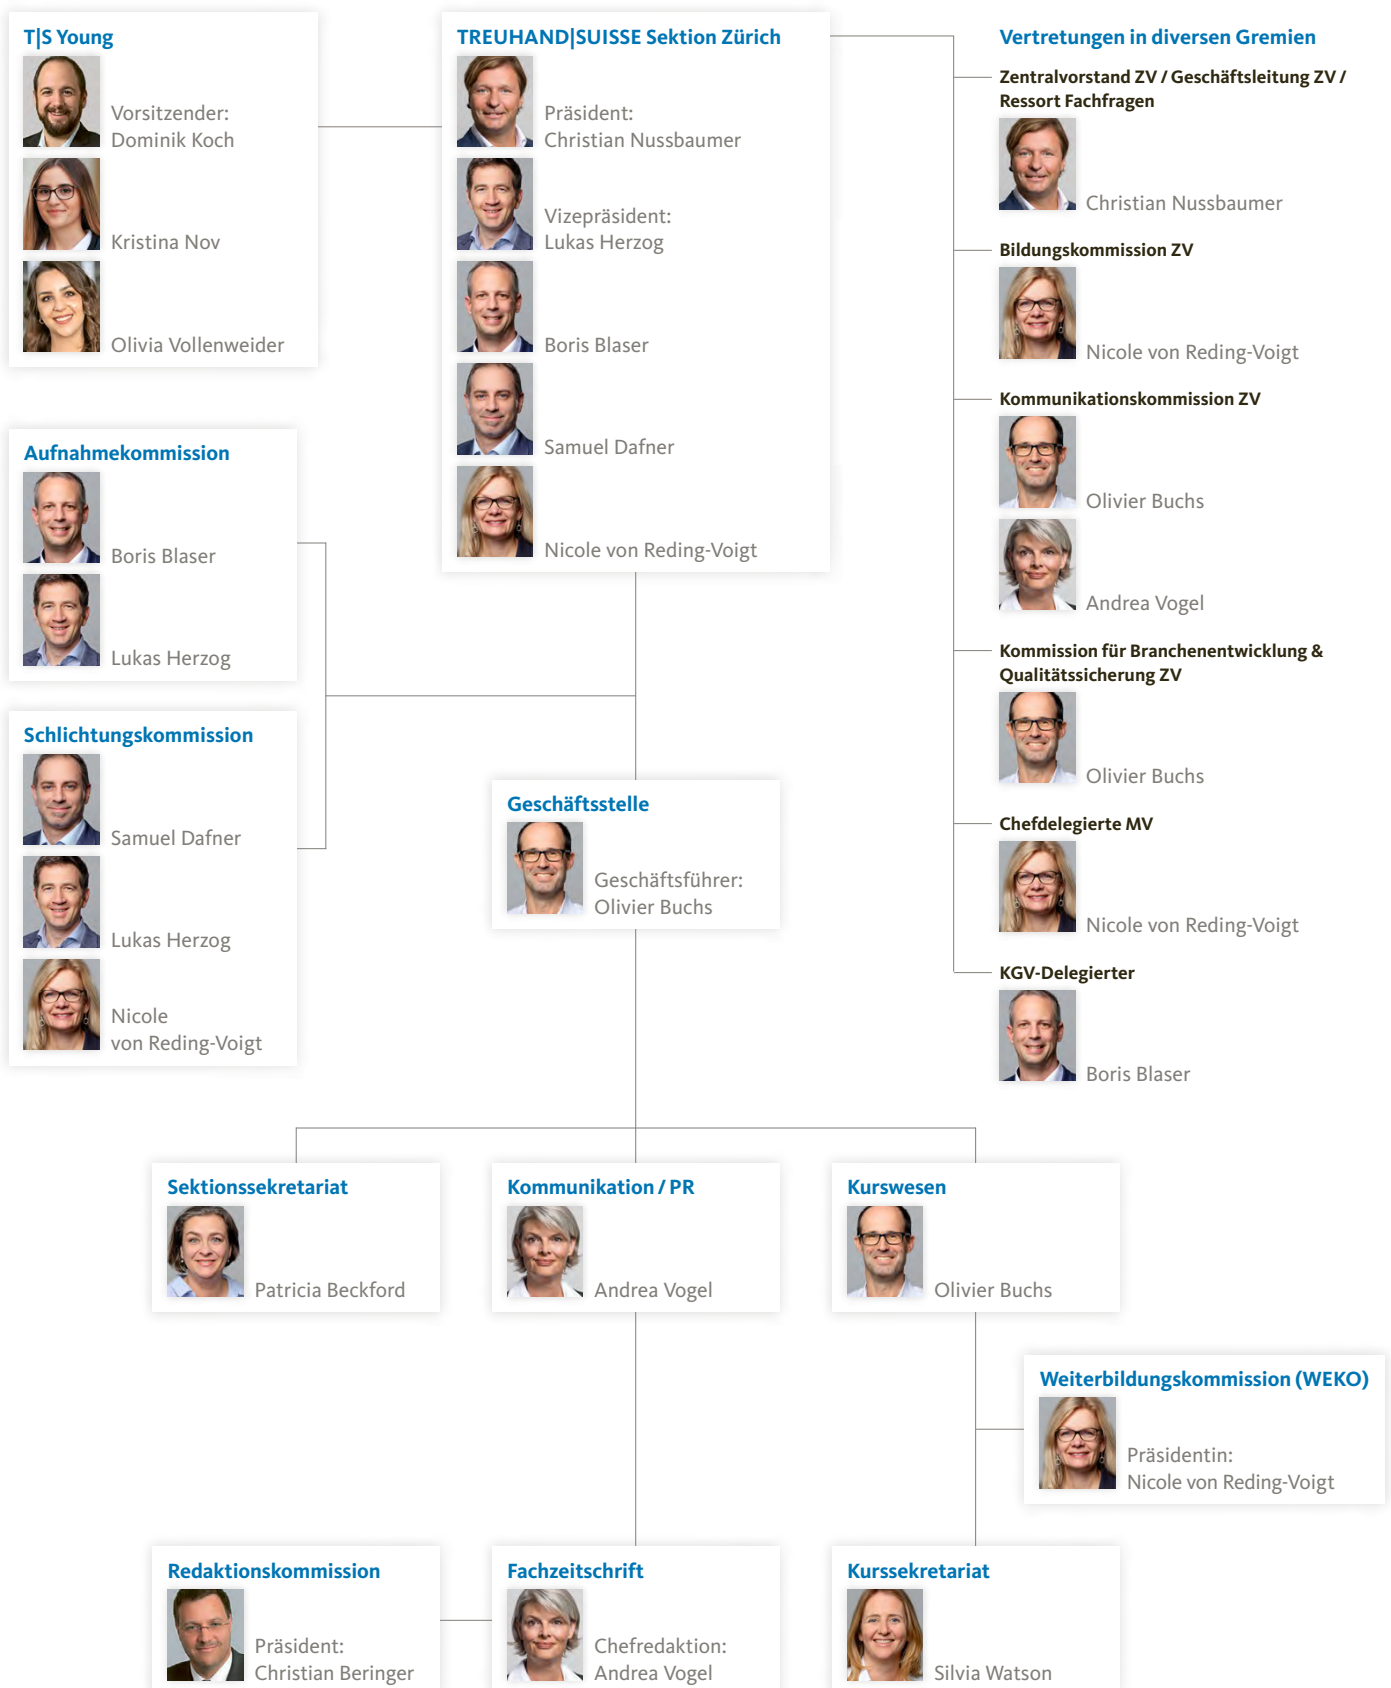 T|S Young
Vorsitzender:
Dominik Koch
Kristina Nov
Olivia Vollenweider
TREUHAND|SUISSE Sektion Zürich
Präsident:
Christian Nussbaumer
Vizepräsident:
Lukas Herzog
Boris Blaser
Samuel Dafner
Nicole von Reding-Voigt
Vertretungen in diversen Gremien
Zentralvorstand ZV / Geschäftsleitung ZV /
Ressort Fachfragen
Christian Nussbaumer
Bildungskommission ZV
Nicole von Reding-Voigt
Kommunikationskommission ZV
Olivier Buchs
Andrea Vogel
Kommission für Branchenentwicklung &
Qualitätssicherung ZV
Olivier Buchs
Chefdelegierte MV
Nicole von Reding-Voigt
KGV-Delegierter
Boris Blaser
Aufnahmekommission
Boris Blaser
Lukas Herzog
Schlichtungskommission
Samuel Dafner
Lukas Herzog
Nicole
von Reding-Voigt
Geschäftsstelle
Geschäftsführer:
Olivier Buchs
Sektionssekretariat
Patricia Beckford
Kommunikation / PR
Andrea Vogel
Kurswesen
Olivier Buchs
Weiterbildungskommission (WEKO)
Präsidentin:
Nicole von Reding-Voigt
Redaktionskommission
Präsident:
Christian Beringer
Fachzeitschrift
Chefredaktion:
Andrea Vogel
Kurssekretariat
Silvia Watson